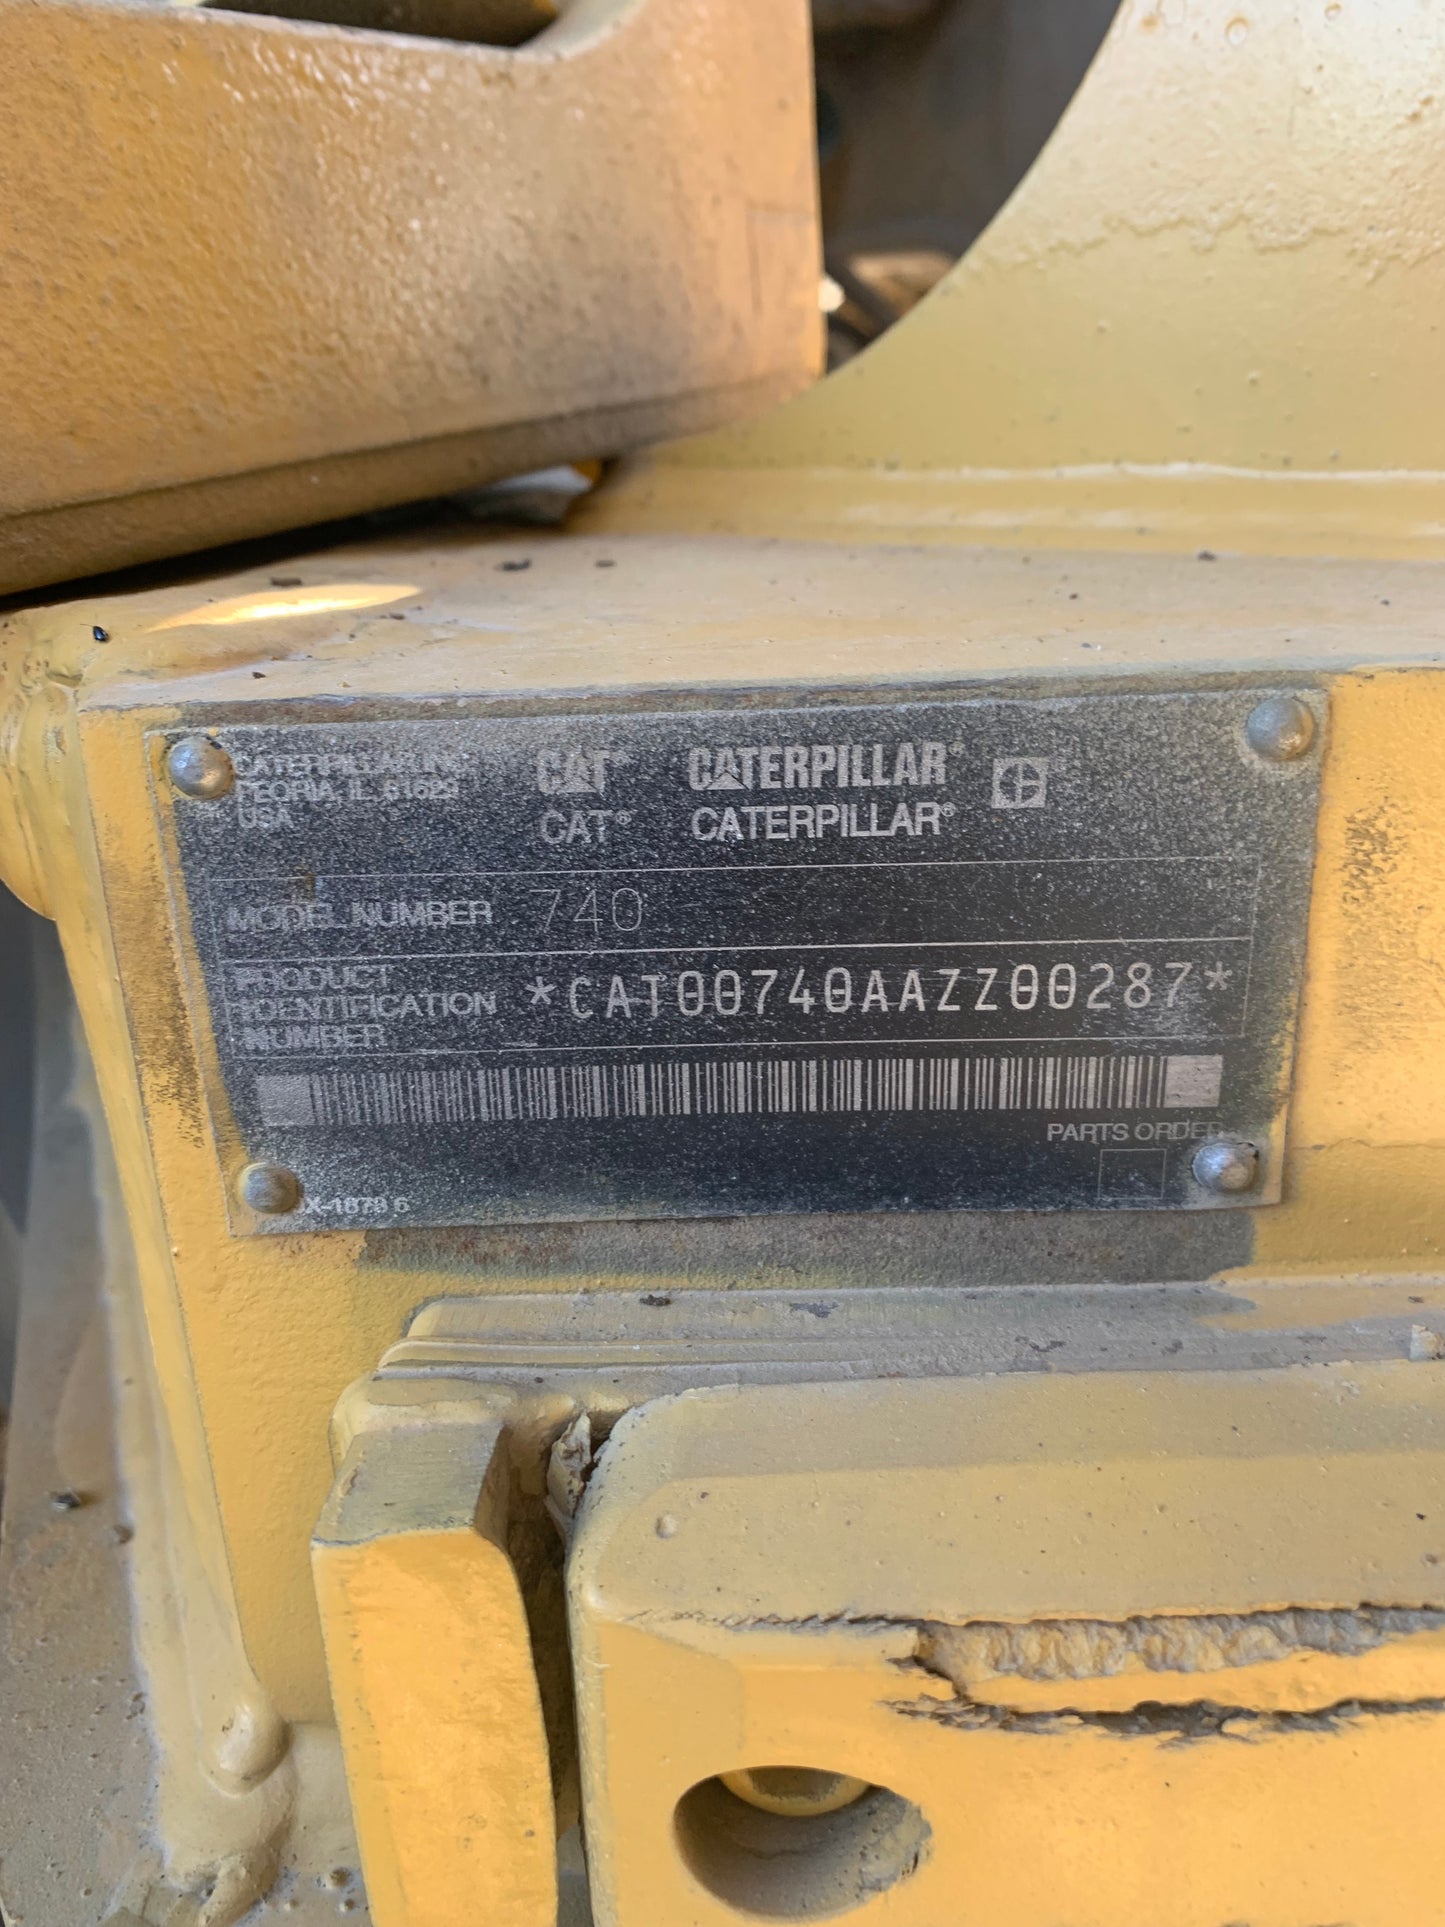 CATERPILLAR INC
PEORIA, IL 61629
USA
CAT CATERPILLAR®
CAT® CATERPILLAR®
MODEL NUMBER 740
PRODUCT
IDENTIFICATION
NUMBER
*CAT00740AAZZ00287*
PARTS ORDER